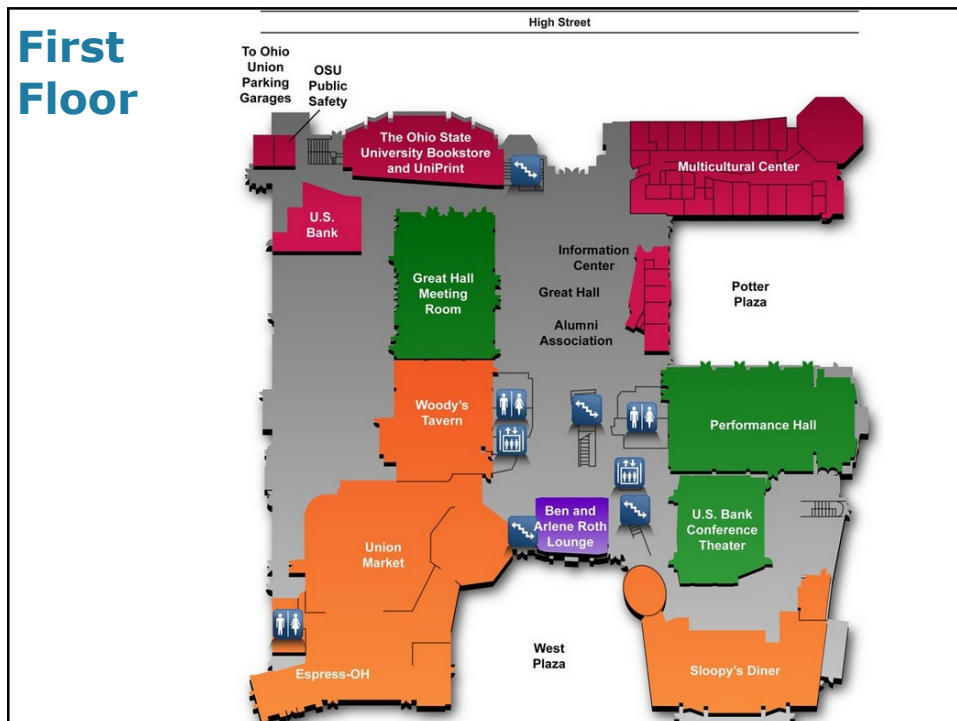 High Street
First
Floor
To Ohio
Union
Parking
Garages
OSU
Public
Safety
The Ohio State
University Bookstore
and UniPrint
Multicultural Center
U.S.
Bank
Information
Center
Great Hall
Meeting
Room
Great Hall
Potter
Plaza
Alumni
Association
Woody's
Tavern
Performance Hall
Ben and
Arlene Roth
Lounge
U.S. Bank
Conference
Theater
Union
Market
West
Plaza
Espress-OH
Sloopy's Diner